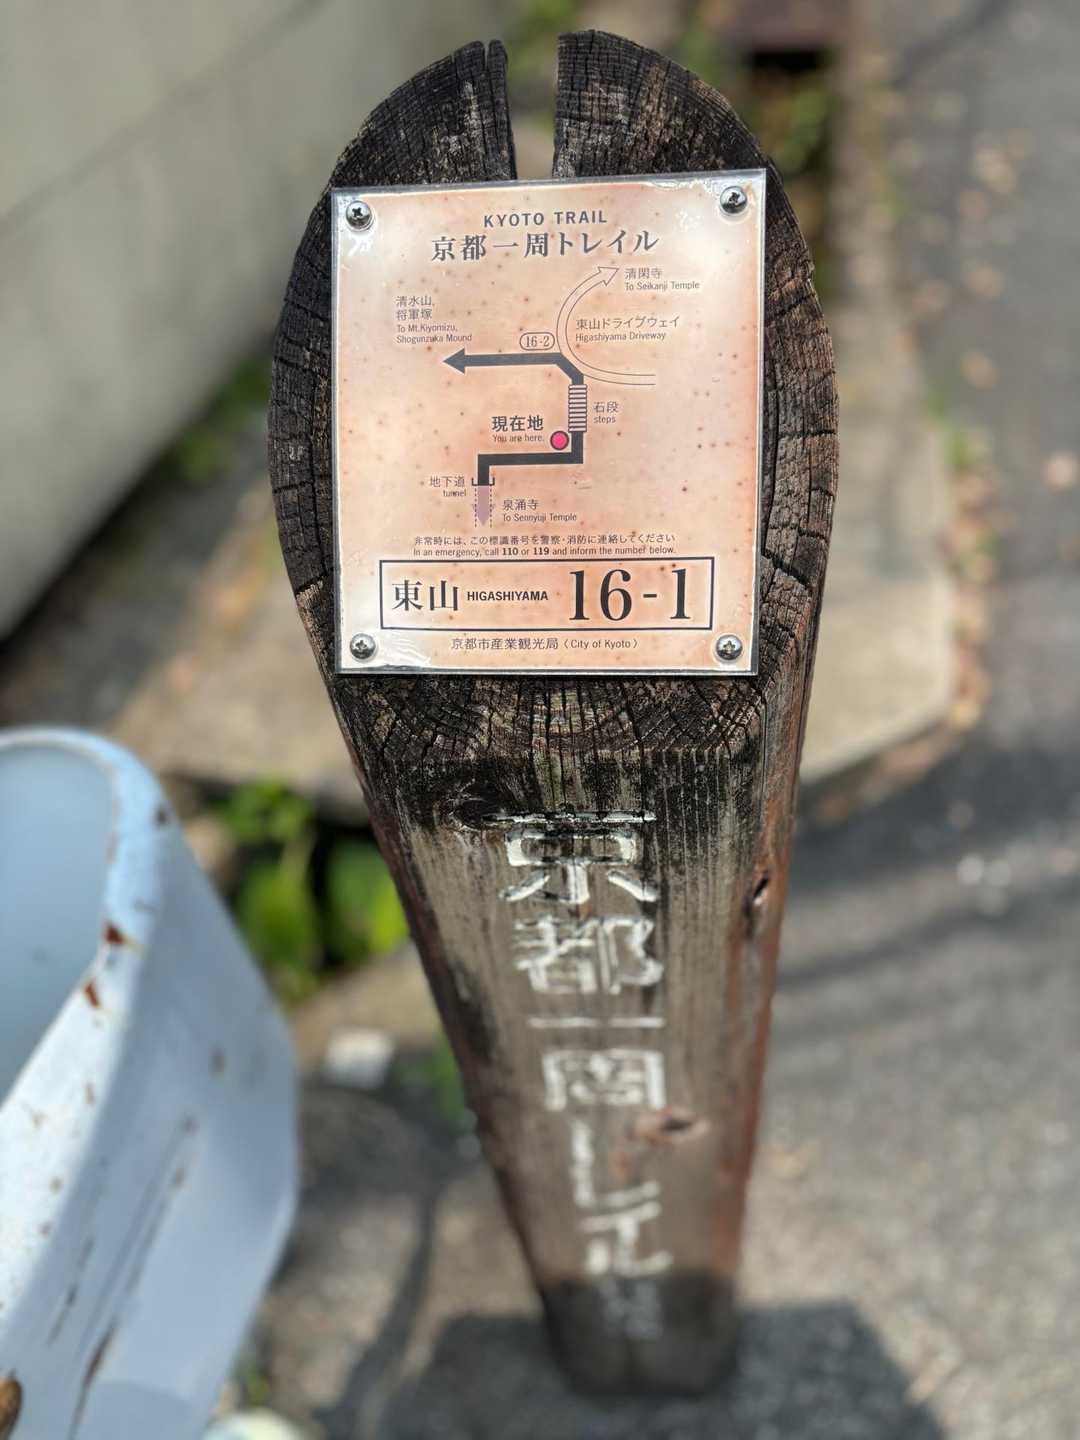 KYOTO TRAIL
京都一周トレイル
清閑寺
To Seikanji Temple
清水山、
将軍塚
To Mt.Kiyomizu,
Shogunzuka Mound
東山ドライブウェイ
Higashiyama Driveway
16-2
石段
steps
現在地
You are here.
地下道
tunnel
泉涌寺
To Sennyuji Temple
非常時には、この標識番号を警察・消防に連絡してください
In an emergency, call 110 or 119 and inform the number below.
東山 HIGASHIYAMA 16-1
京都市産業観光局（City of Kyoto）
京都一周トレイル